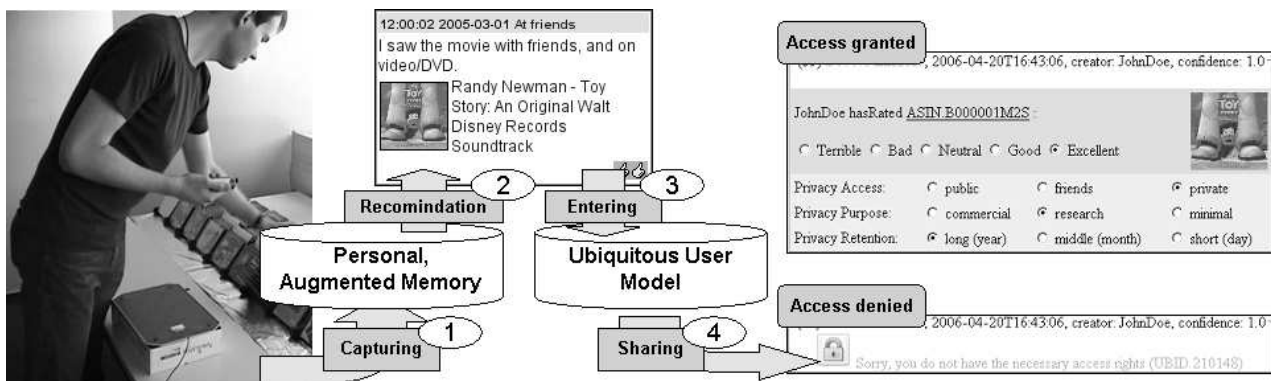 12:00:02 2005-03-01 At friends
I saw the movie with friends, and on
video/DVD.
Randy Newman - Toy
Story: An Original Walt
Disney Records
Soundtrack
2
3
Recomindation
Entering
Personal,
Augmented Memory
Ubiquitous User
Model
1
Capturing
4
Sharing
Access granted
, 2006-04-20T16:43:06, creator: JohnDoe, confidence: 1.0
JohnDoe hasRated ASIN.B000001M2S :
Terrible Bad Neutral Good Excellent
Privacy Access: public friends private
Privacy Purpose: commercial research minimal
Privacy Retention: long (year) middle (month) short (day)
Access denied
, 2006-04-20T16:43:06, creator: JohnDoe, confidence: 1.0
Sorry, you do not have the necessary access rights (UBID.210148)